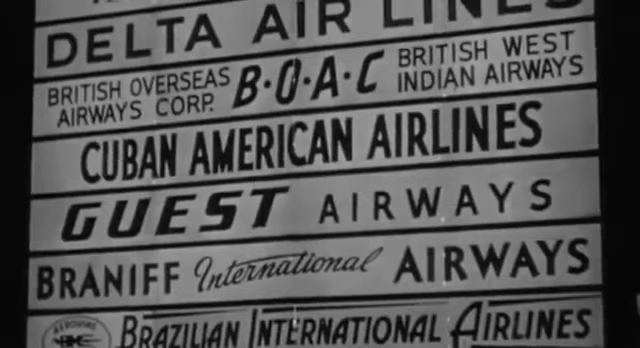 DELTA AIR LINES
BRITISH OVERSEAS
AIRWAYS CORP.
B·O·A·C
BRITISH WEST
INDIAN AIRWAYS
CUBAN AMERICAN AIRLINES
GUEST AIRWAYS
BRANIFF International AIRWAYS
BRAZILIAN INTERNATIONAL AIRLINES